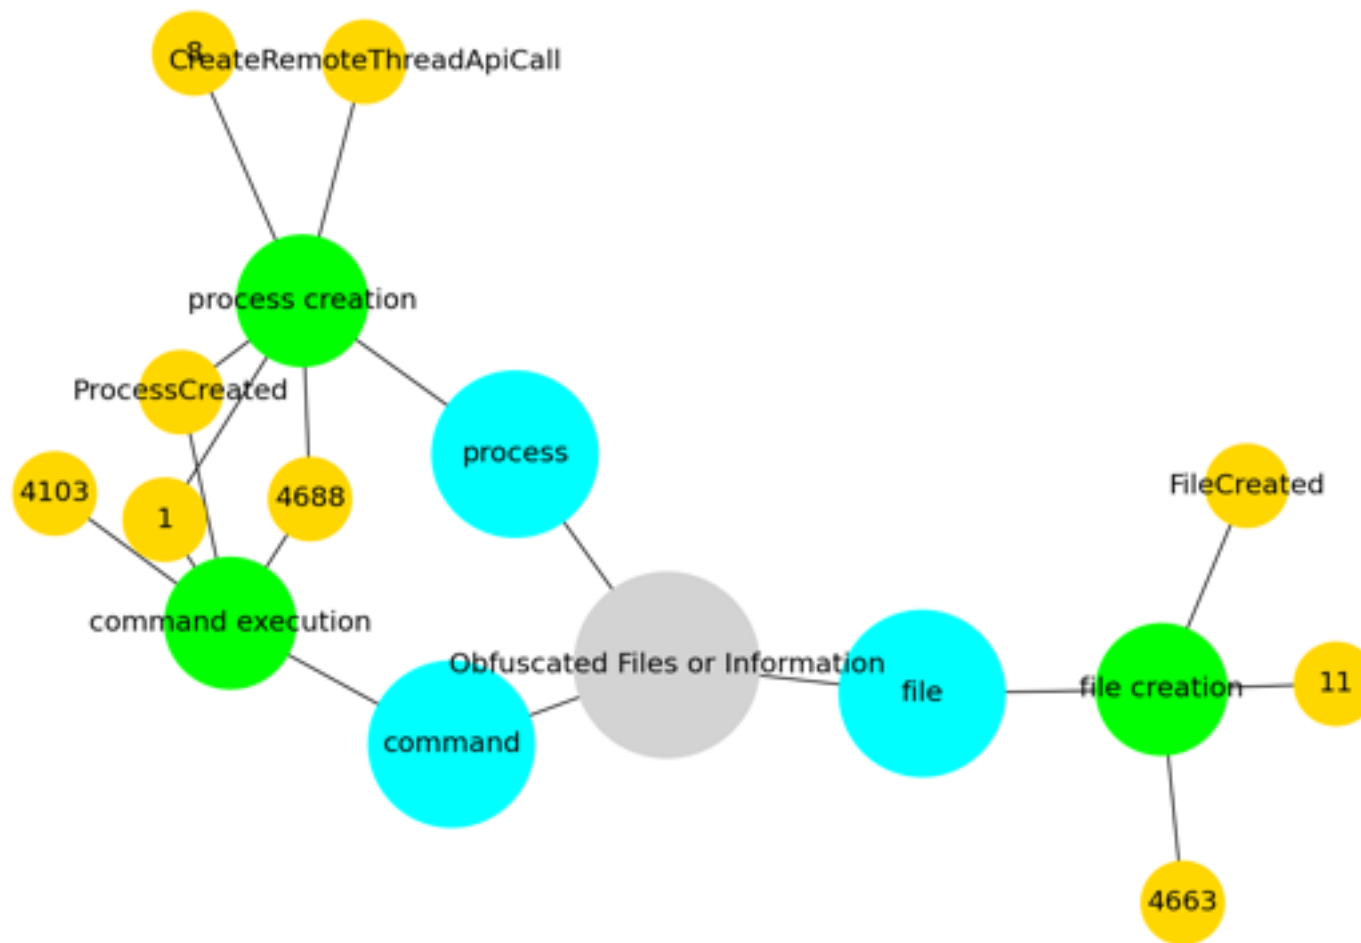 8
CreateRemoteThreadApiCall
process creation
ProcessCreated
process
4103
1
4688
FileCreated
command execution
Obfuscated Files or Information
file
file creation
11
command
4663